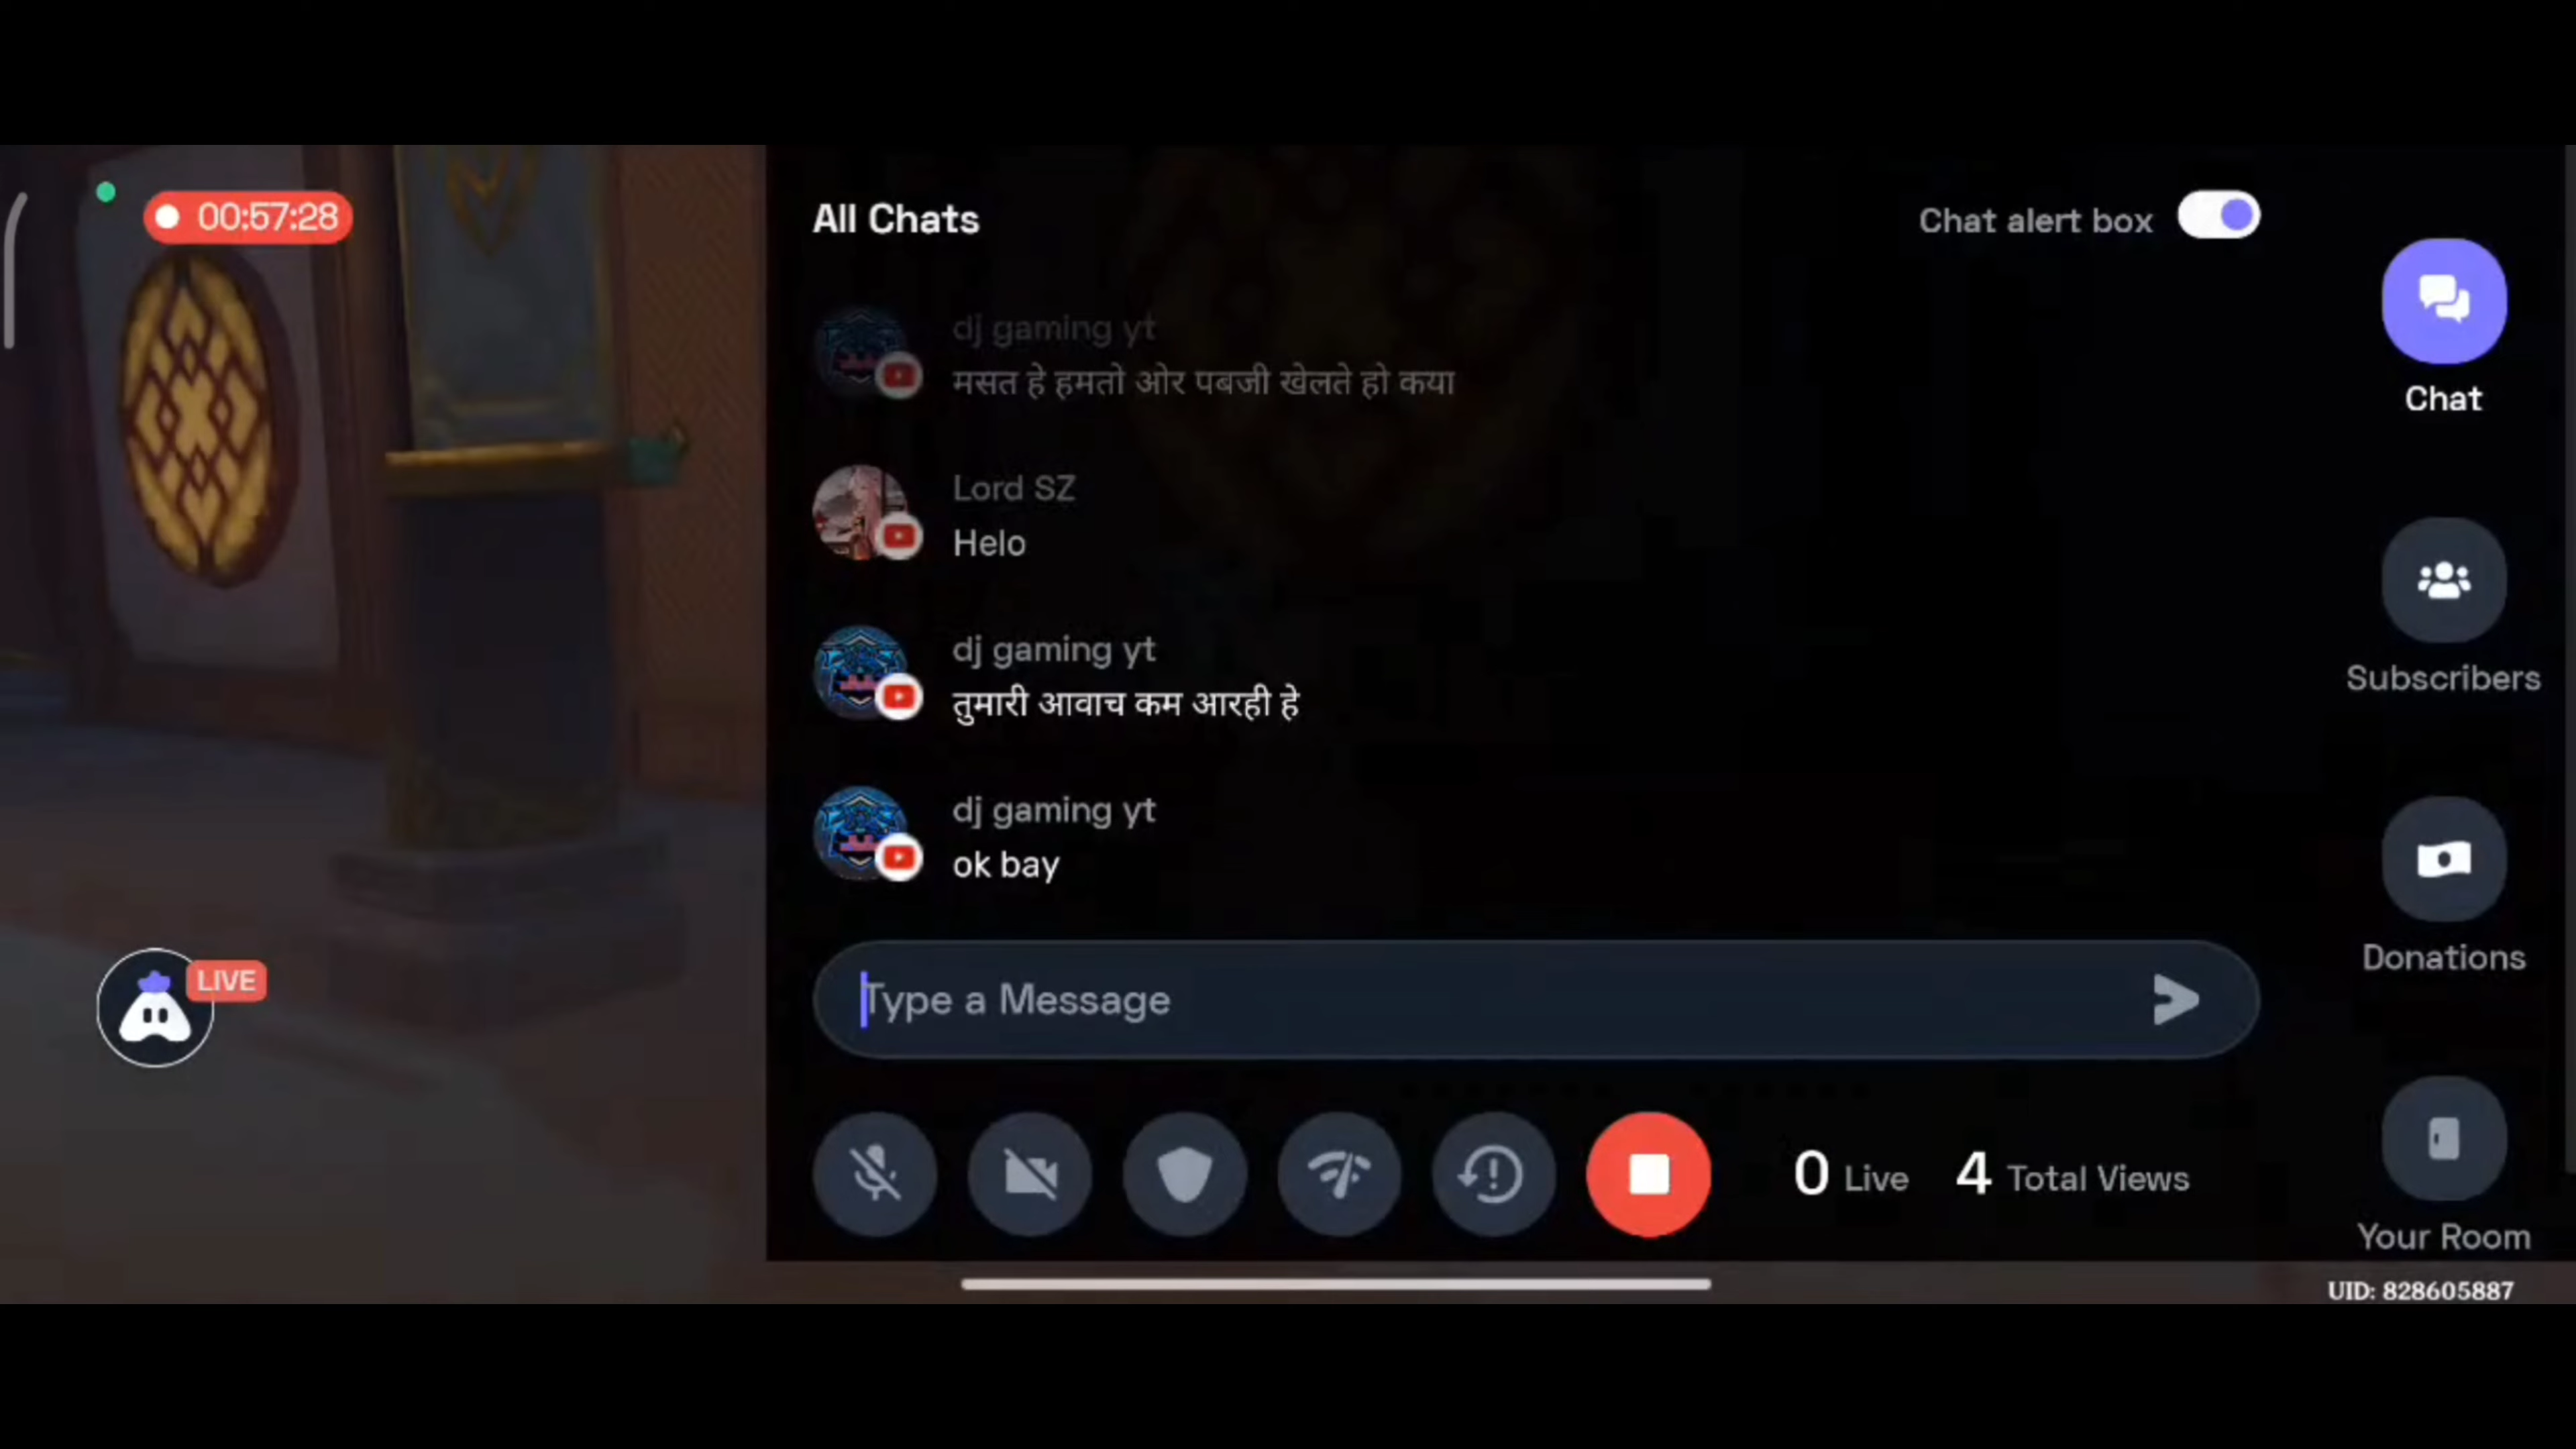 00:57:28
All Chats
Chat alert box
dj gaming yt
मसत हे हमतो ओर पबजी खेलते हो कया
Chat
Lord SZ
Helo
dj gaming yt
तुमारी आवाच कम आरही हे
Subscribers
dj gaming yt
ok bay
Donations
LIVE
Type a Message
0 Live 4 Total Views
Your Room
UID: 828605887